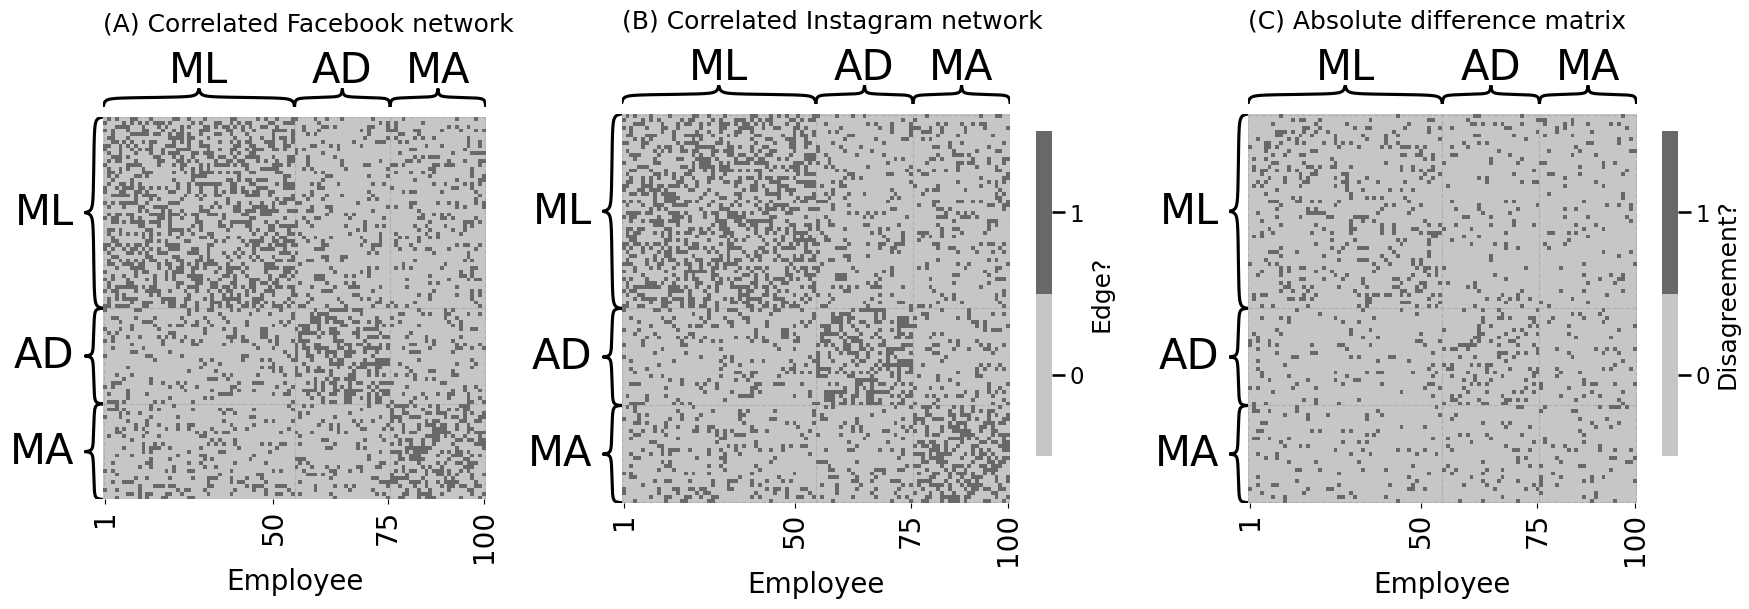 (A) Correlated Facebook network
ML AD MA
ML
AD
MA
1 50 75 100
Employee
(B) Correlated Instagram network
ML AD MA
ML
AD
MA
1 50 75 100
Employee
1
0
Edge?
(C) Absolute difference matrix
ML AD MA
ML
AD
MA
1 50 75 100
Employee
1
0
Disagreement?